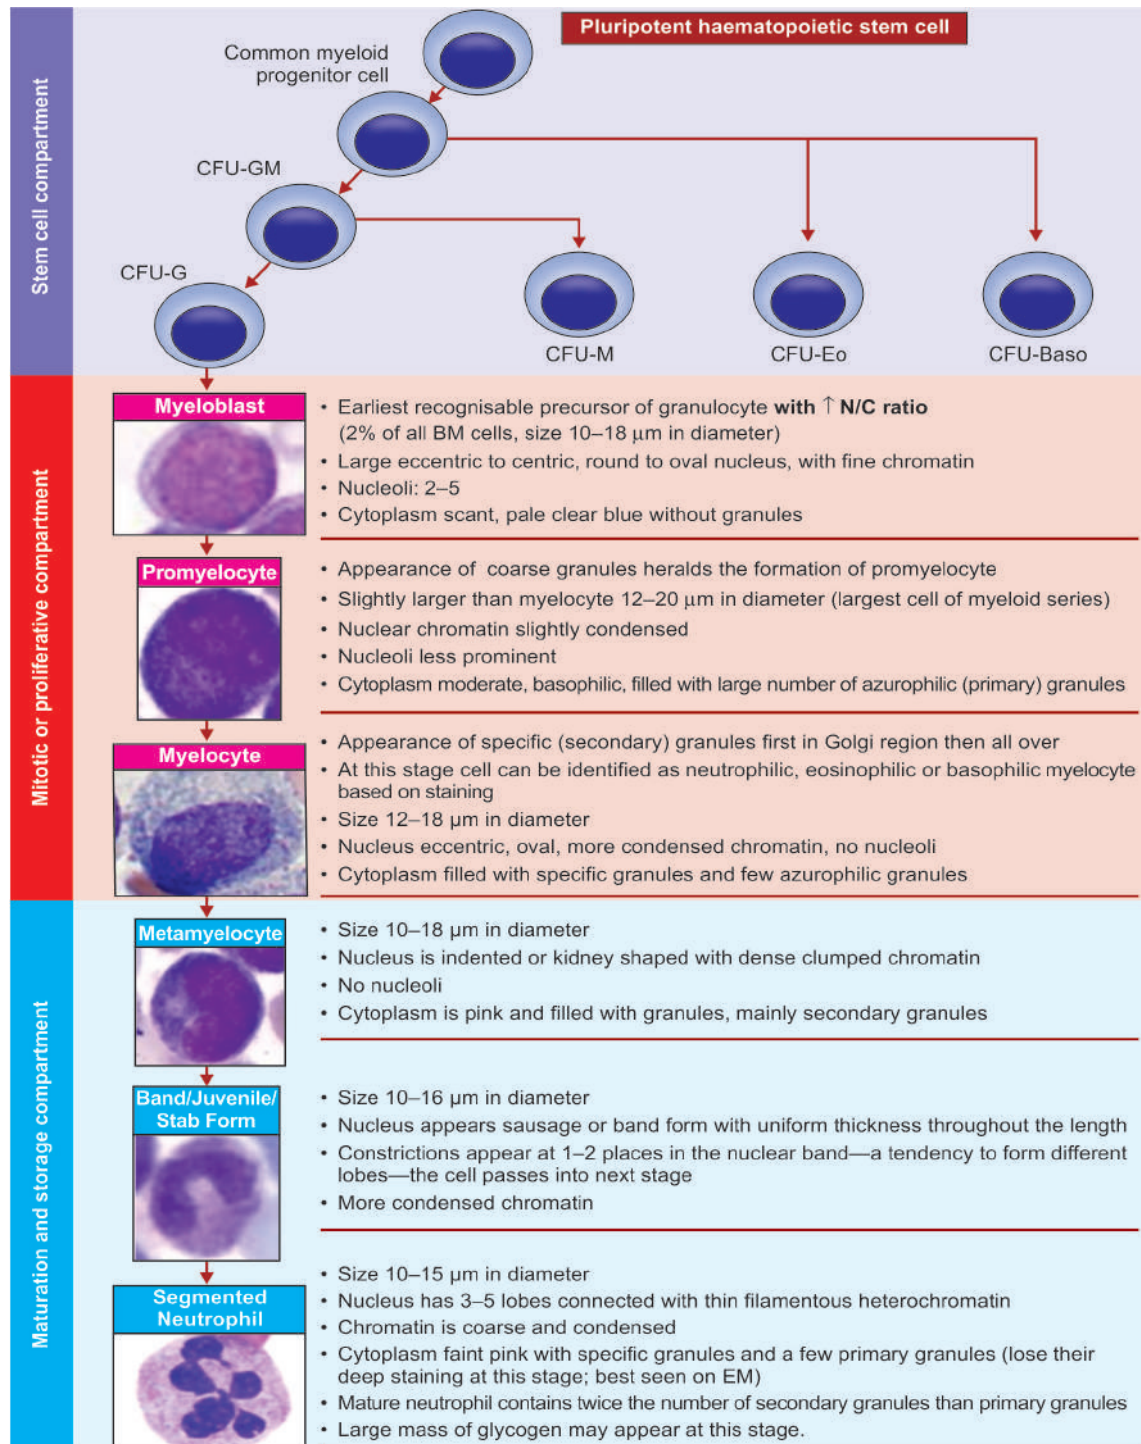 Pluripotent haematopoietic stem cell
Common myeloid
progenitor cell
CFU-GM
CFU-G
CFU-M
CFU-Eo
CFU-Baso
Stem cell compartment
Mitotic or proliferative compartment
Myeloblast
• Earliest recognisable precursor of granulocyte with ↑ N/C ratio
(2% of all BM cells, size 10–18 µm in diameter)
• Large eccentric to centric, round to oval nucleus, with fine chromatin
• Nucleoli: 2–5
• Cytoplasm scant, pale clear blue without granules
Promyelocyte
• Appearance of coarse granules heralds the formation of promyelocyte
• Slightly larger than myelocyte 12–20 µm in diameter (largest cell of myeloid series)
• Nuclear chromatin slightly condensed
• Nucleoli less prominent
• Cytoplasm moderate, basophilic, filled with large number of azurophilic (primary) granules
Myelocyte
• Appearance of specific (secondary) granules first in Golgi region then all over
• At this stage cell can be identified as neutrophilic, eosinophilic or basophilic myelocyte
based on staining
• Size 12–18 µm in diameter
• Nucleus eccentric, oval, more condensed chromatin, no nucleoli
• Cytoplasm filled with specific granules and few azurophilic granules
Maturation and storage compartment
Metamyelocyte
• Size 10–18 µm in diameter
• Nucleus is indented or kidney shaped with dense clumped chromatin
• No nucleoli
• Cytoplasm is pink and filled with granules, mainly secondary granules
Band/Juvenile/
Stab Form
• Size 10–16 µm in diameter
• Nucleus appears sausage or band form with uniform thickness throughout the length
• Constrictions appear at 1–2 places in the nuclear band—a tendency to form different
lobes—the cell passes into next stage
• More condensed chromatin
Segmented
Neutrophil
• Size 10–15 µm in diameter
• Nucleus has 3–5 lobes connected with thin filamentous heterochromatin
• Chromatin is coarse and condensed
• Cytoplasm faint pink with specific granules and a few primary granules (lose their
deep staining at this stage; best seen on EM)
• Mature neutrophil contains twice the number of secondary granules than primary granules
• Large mass of glycogen may appear at this stage.